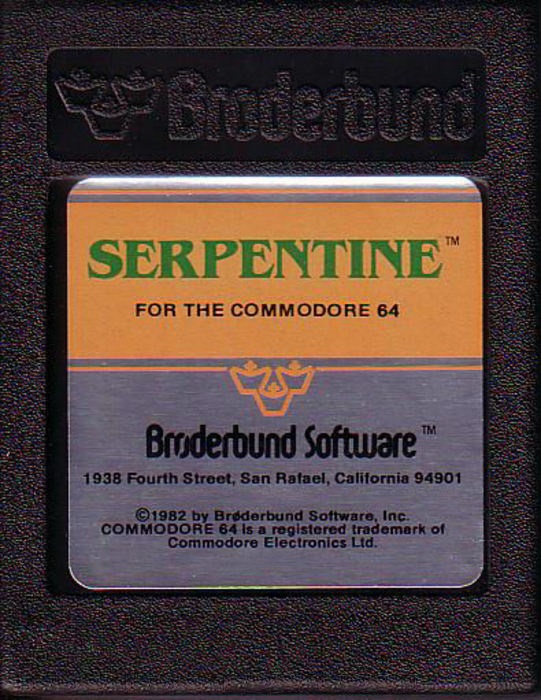 Brøderbund
SERPENTINE™
FOR THE COMMODORE 64
Brøderbund Software™
1938 Fourth Street, San Rafael, California 94901
©1982 by Brøderbund Software, Inc.
COMMODORE 64 is a registered trademark of
Commodore Electronics Ltd.